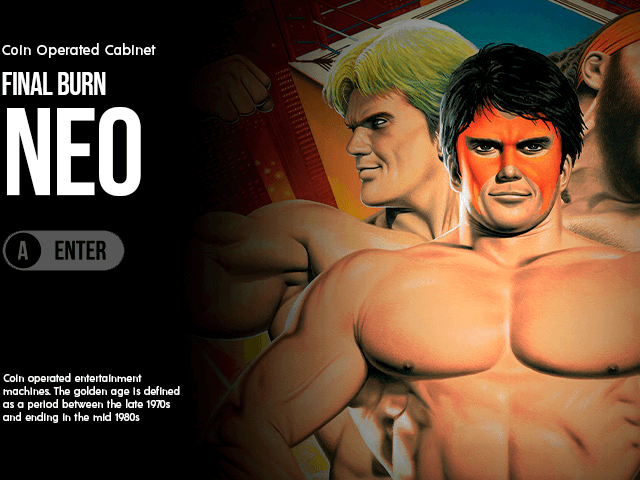 Coin Operated Cabinet
FINAL BURN
NEO
A ENTER
Coin operated entertainment
machines. The golden age is defined
as a period between the late 1970s
and ending in the mid 1980s